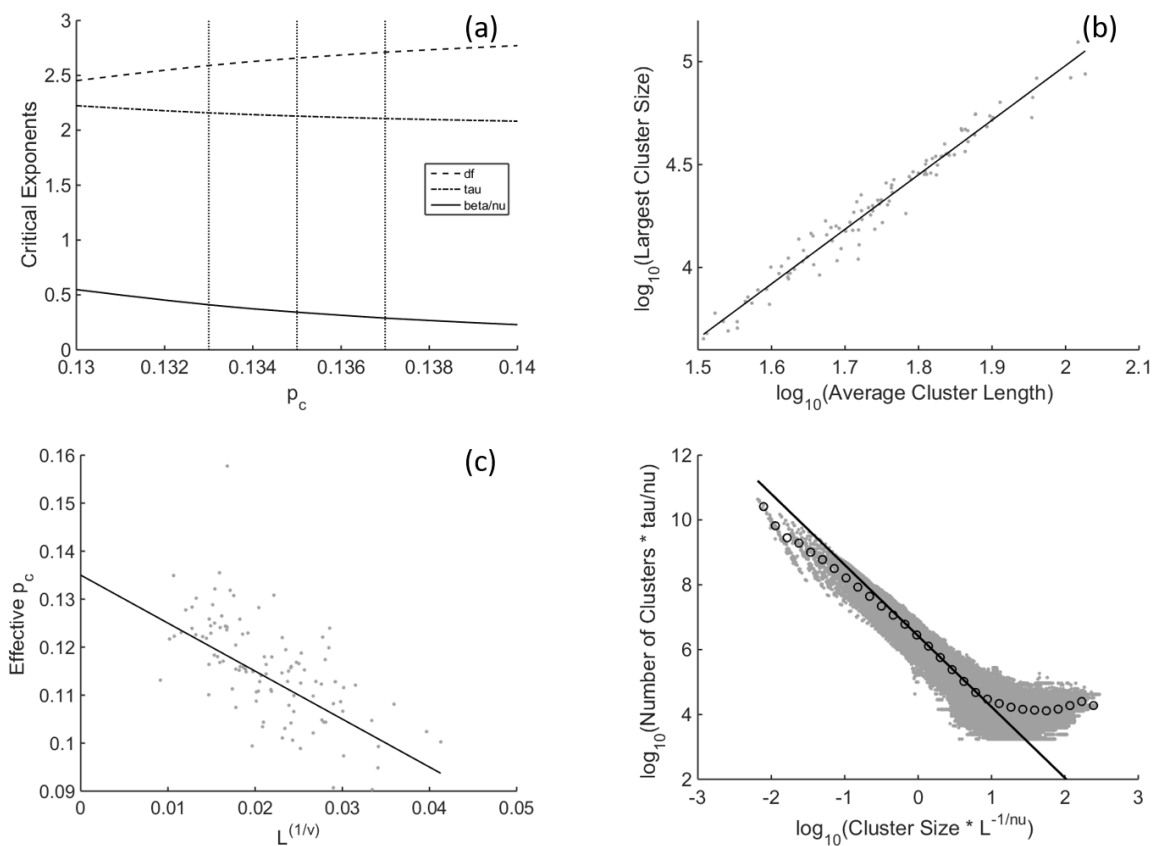 (a)
3
2.5
2
1.5
1
0.5
0
Critical Exponents
df
tau
beta/nu
0.13 0.132 0.134 0.136 0.138 0.14
p_c
(b)
5
4.5
4
log_10(Largest Cluster Size)
1.5 1.6 1.7 1.8 1.9 2 2.1
log_10(Average Cluster Length)
(c)
0.16
0.15
0.14
0.13
0.12
0.11
0.1
0.09
Effective p_c
0 0.01 0.02 0.03 0.04 0.05
L^(1/v)
12
10
8
6
4
2
log_10(Number of Clusters * tau/nu)
-3 -2 -1 0 1 2 3
log_10(Cluster Size * L^-1/nu)